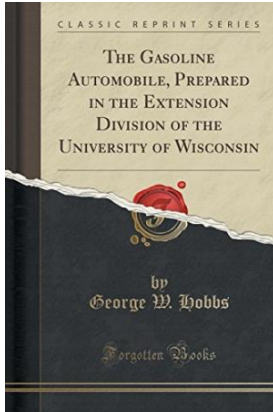 CLASSIC REPRINT SERIES
THE GASOLINE
AUTOMOBILE, PREPARED
IN THE EXTENSION
DIVISION OF THE
UNIVERSITY OF WISCONSIN
by
George W. Hobbs
Forgotten Books